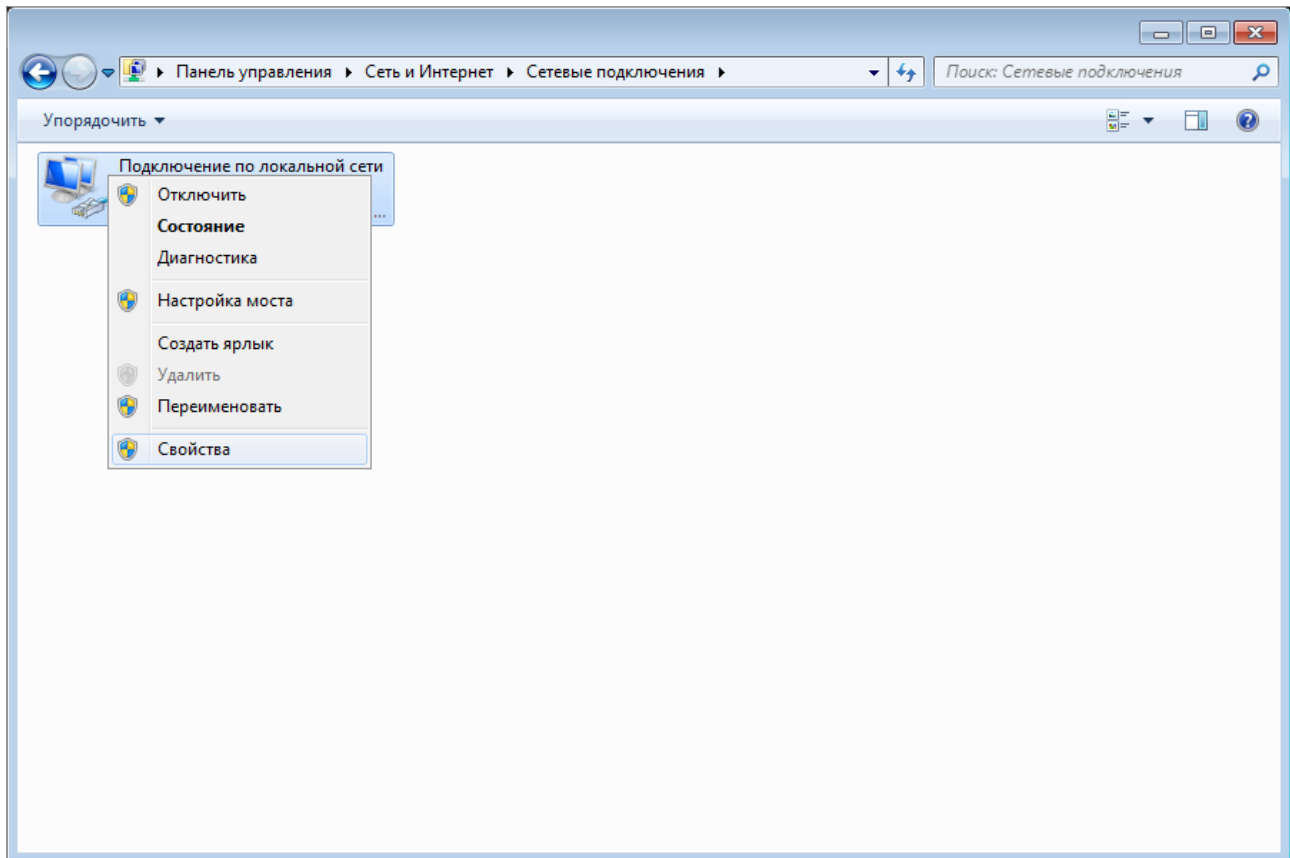 Панель управления Сеть и Интернет Сетевые подключения
Поиск: Сетевые подключения
Упорядочить
Подключение по локальной сети
...
Отключить
Состояние
Диагностика
Настройка моста
Создать ярлык
Удалить
Переименовать
Свойства